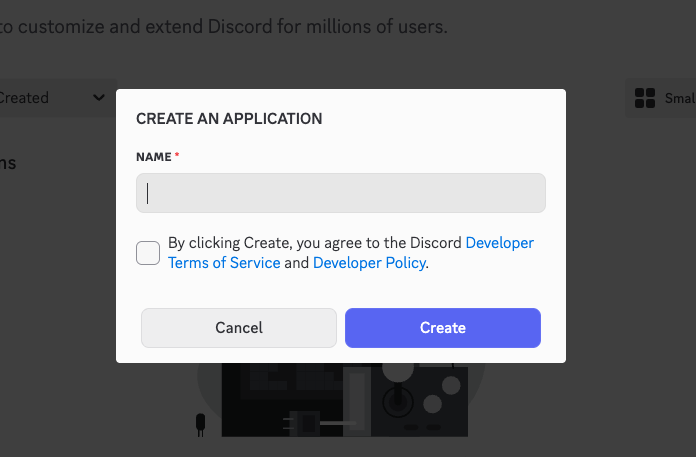 to customize and extend Discord for millions of users.
Created
Smal
ns
CREATE AN APPLICATION
NAME *
By clicking Create, you agree to the Discord Developer
Terms of Service and Developer Policy.
Cancel
Create